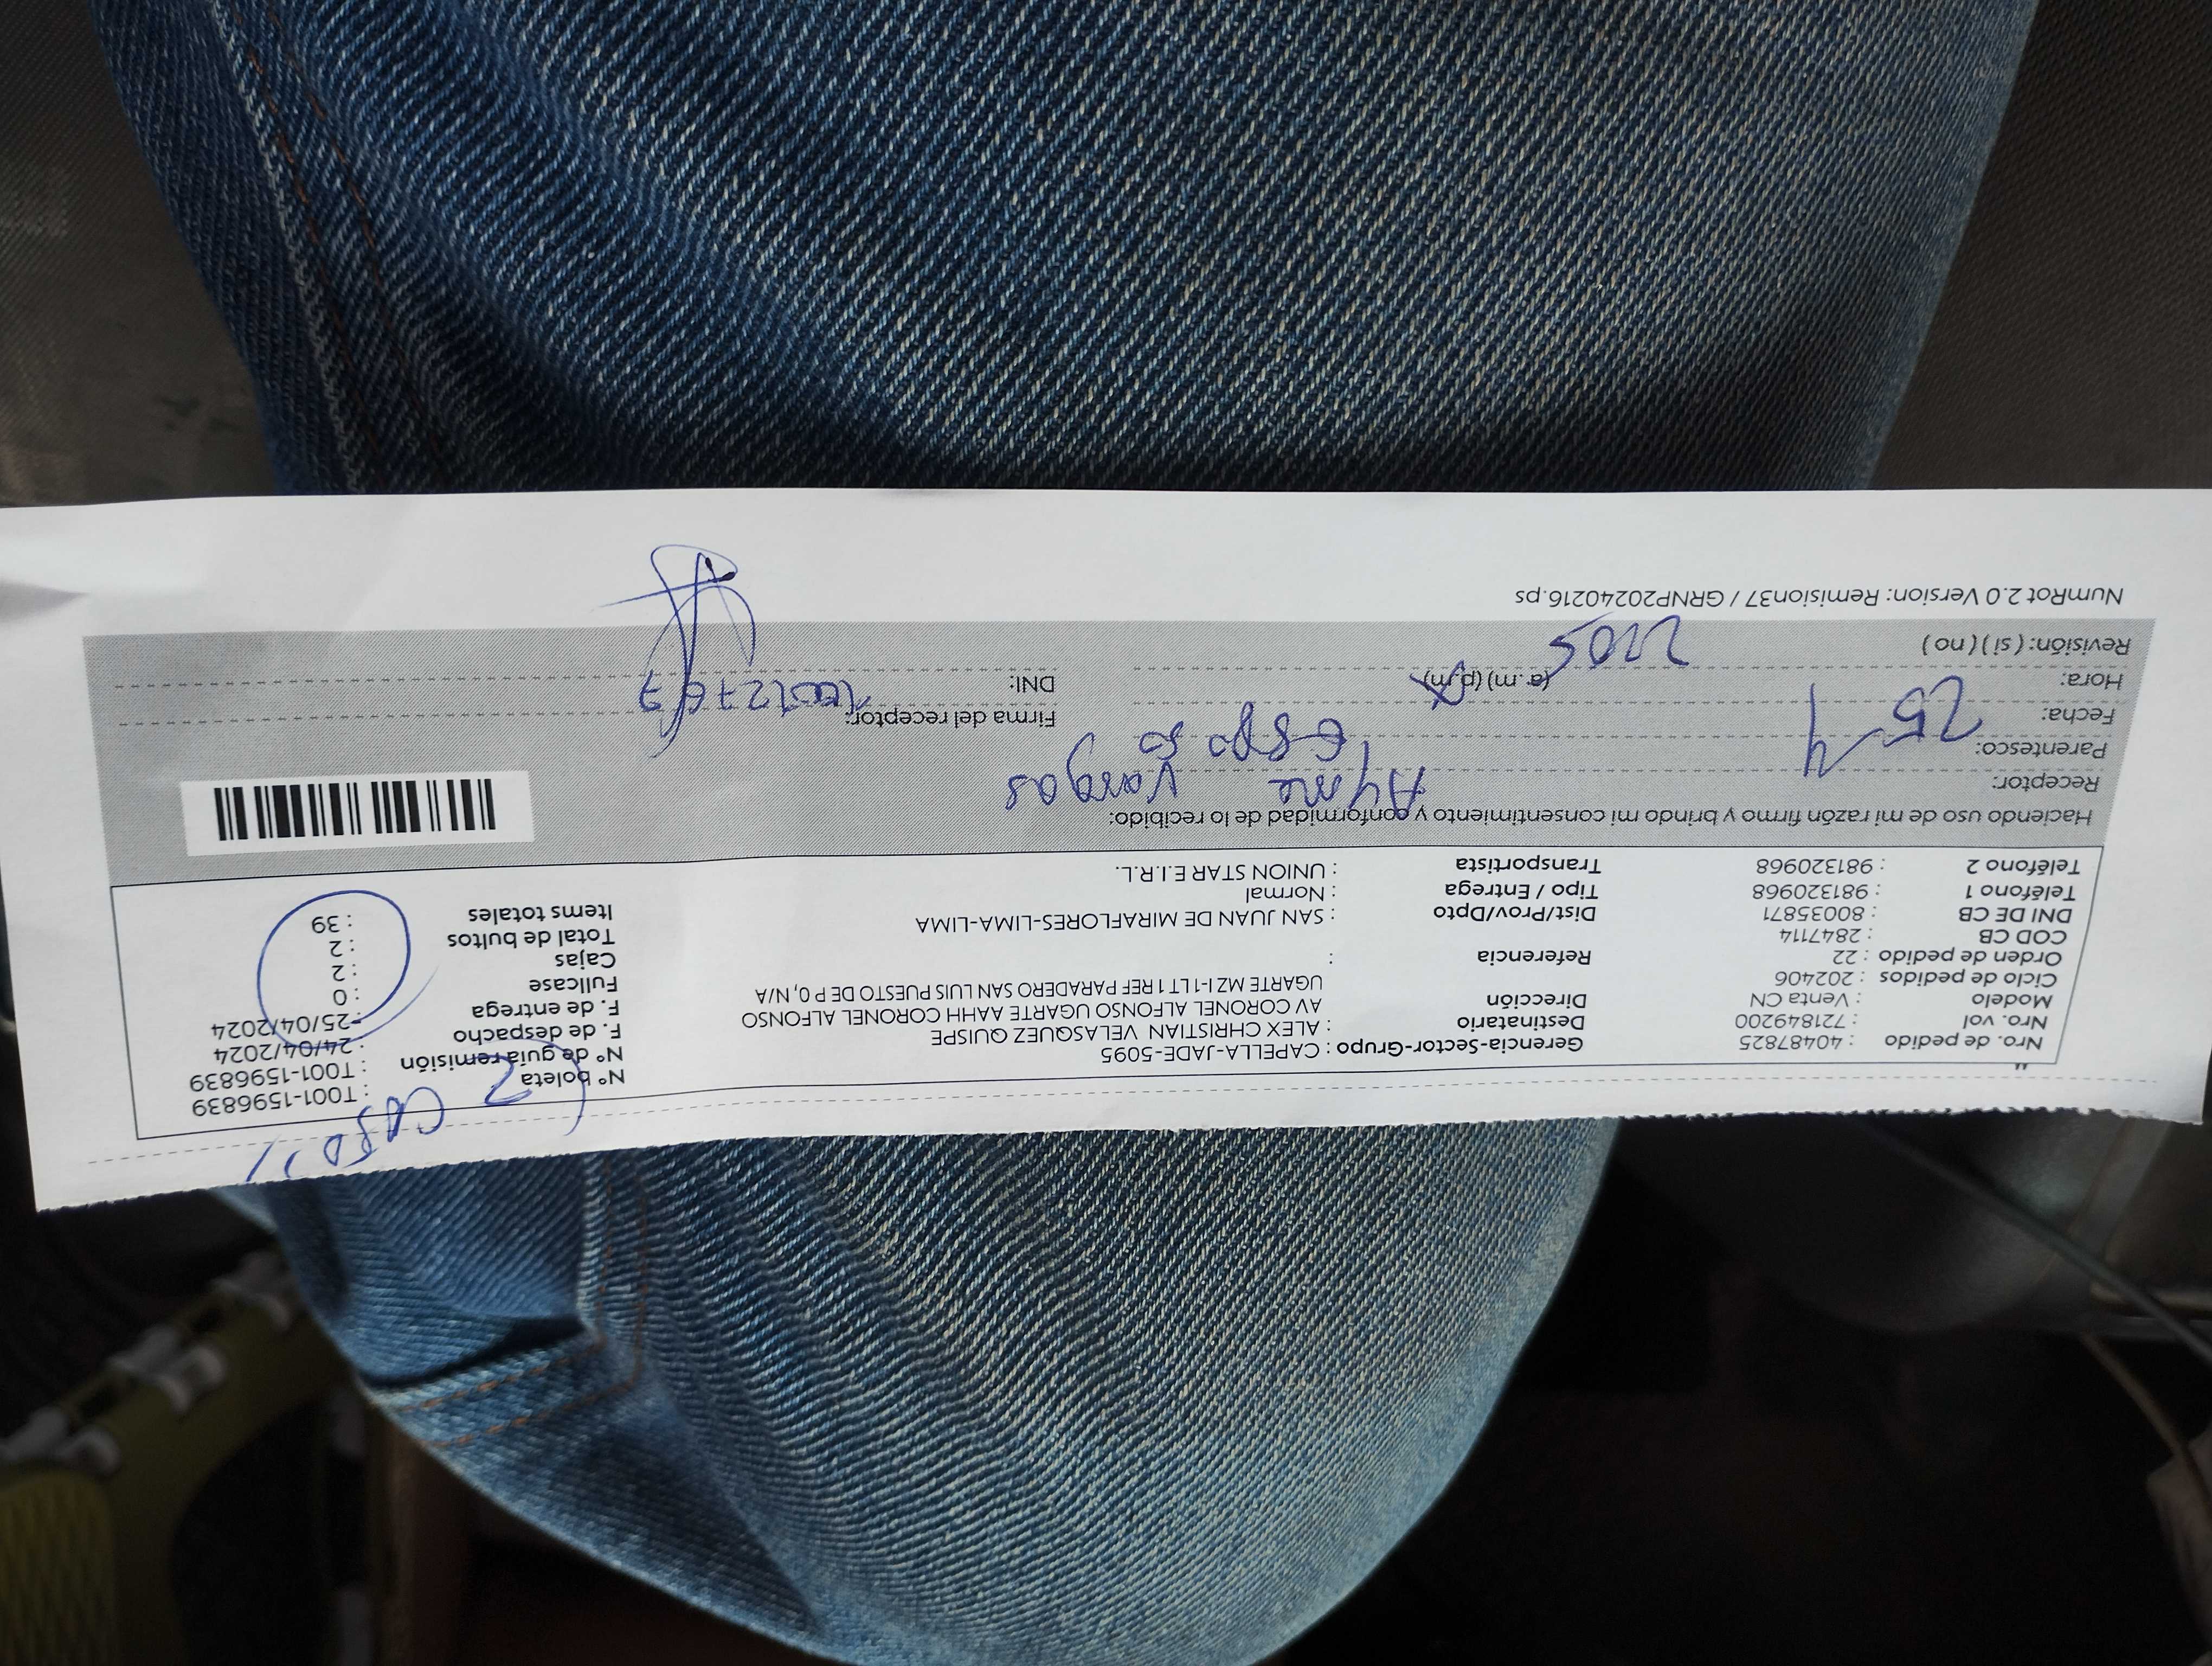 Nro. de pedido : 40487825 Gerencia-Sector-Grupo : CAPELLA-JADE-5095 N° boleta : T001-1596839
Nro. vol : 721849200 Destinatario : ALEX CHRISTIAN VELASQUEZ QUISPE N° de guía remisión : T001-1596839
Modelo : Venta CN Dirección AV CORONEL ALFONSO UGARTE AAHH CORONEL ALFONSO F. de despacho : 24/04/2024
Ciclo de pedidos : 202406 UGARTE MZ I-1 LT 1 REF PARADERO SAN LUIS PUESTO DE P 0, N/A F. de entrega : 25/04/2024
Orden de pedido : 22 Referencia : Fullcase : 0
COD CB : 2847114 Cajas : 2
DNI DE CB : 80035871 Dist/Prov/Dpto : SAN JUAN DE MIRAFLORES-LIMA-LIMA Total de bultos : 2
Teléfono 1 : 981320968 Tipo / Entrega : Normal Items totales : 39
Teléfono 2 : 981320968 Transportista : UNION STAR E.I.R.L.
Haciendo uso de mi razón firmo y brindo mi consentimiento y conformidad de lo recibido:
Receptor: Ayme Vargas
Parentesco: Esposo
Fecha: 25 4 Firma del receptor:
Hora: (a.m) (p.m) DNI:
Revisión: ( si ) ( no )
NumRot 2.0 Version: Remision37 / GRNP20240216.ps